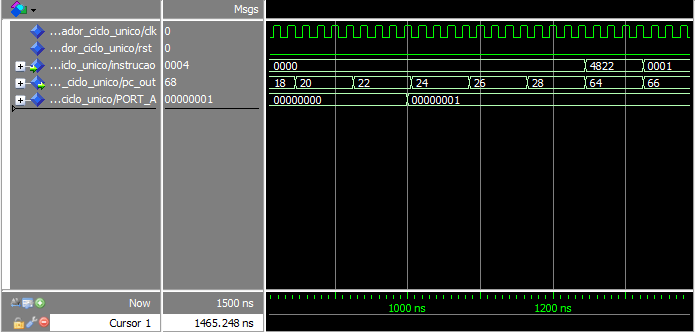 Msgs
...ador_ciclo_unico/clk 0
...dor_ciclo_unico/rst 0
...iclo_unico/instrucao 0004 0000 4822 0001
..._ciclo_unico/pc_out 68 18 20 22 24 26 28 64 66
...ciclo_unico/PORT_A 00000001 00000000 00000001
Now 1500 ns 1000 ns 1200 ns
Cursor 1 1465.248 ns